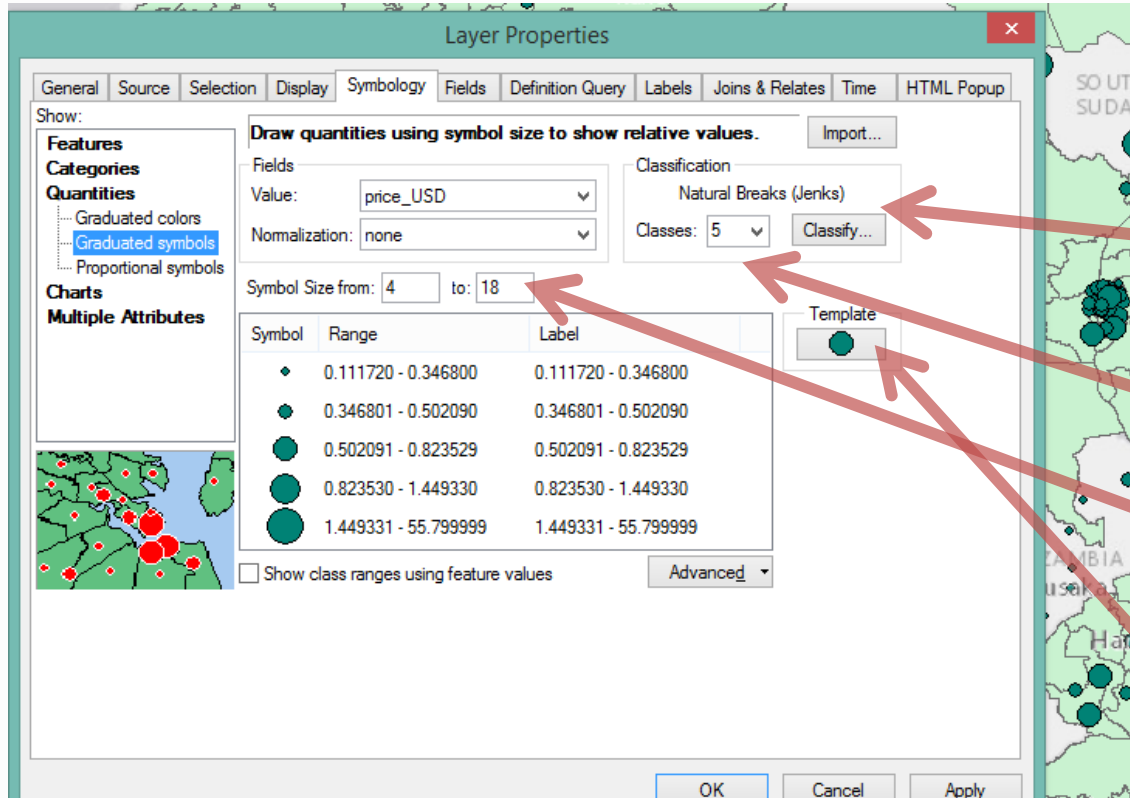 Layer Properties
General Source Selection Display Symbology Fields Definition Query Labels Joins & Relates Time HTML Popup
Show:
Features
Categories
Quantities
Graduated colors
Graduated symbols
Proportional symbols
Charts
Multiple Attributes
Draw quantities using symbol size to show relative values.
Import...
Fields
Value: price_USD
Normalization: none
Classification
Natural Breaks (Jenks)
Classes: 5 Classify...
Symbol Size from: 4 to: 18
Template
Symbol Range Label
0.111720 - 0.346800 0.111720 - 0.346800
0.346801 - 0.502090 0.346801 - 0.502090
0.502091 - 0.823529 0.502091 - 0.823529
0.823530 - 1.449330 0.823530 - 1.449330
1.449331 - 55.799999 1.449331 - 55.799999
Show class ranges using feature values
Advanced
OK Cancel Apply
SOUT
SUDA
ZAMBIA
usaka
Har